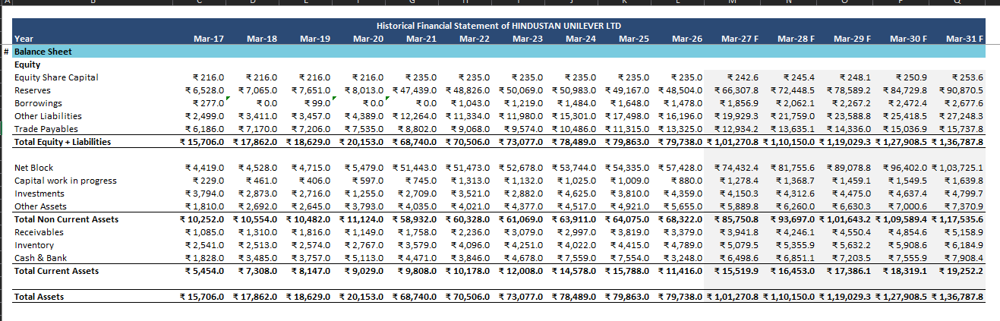 A B C D E F G H I J K L M N O P Q
Historical Financial Statement of HINDUSTAN UNILEVER LTD
Year Mar-17 Mar-18 Mar-19 Mar-20 Mar-21 Mar-22 Mar-23 Mar-24 Mar-25 Mar-26 Mar-27 F Mar-28 F Mar-29 F Mar-30 F Mar-31 F
# Balance Sheet
Equity
Equity Share Capital ₹ 216.0 ₹ 216.0 ₹ 216.0 ₹ 216.0 ₹ 235.0 ₹ 235.0 ₹ 235.0 ₹ 235.0 ₹ 235.0 ₹ 235.0 ₹ 242.6 ₹ 245.4 ₹ 248.1 ₹ 250.9 ₹ 253.6
Reserves ₹ 6,528.0 ₹ 7,065.0 ₹ 7,651.0 ₹ 8,013.0 ₹ 47,439.0 ₹ 48,826.0 ₹ 50,069.0 ₹ 50,983.0 ₹ 49,167.0 ₹ 48,504.0 ₹ 66,307.8 ₹ 72,448.5 ₹ 78,589.2 ₹ 84,729.8 ₹ 90,870.5
Borrowings ₹ 277.0 ₹ 0.0 ₹ 99.0 ₹ 0.0 ₹ 0.0 ₹ 1,043.0 ₹ 1,219.0 ₹ 1,484.0 ₹ 1,648.0 ₹ 1,478.0 ₹ 1,856.9 ₹ 2,062.1 ₹ 2,267.2 ₹ 2,472.4 ₹ 2,677.6
Other Liabilities ₹ 2,499.0 ₹ 3,411.0 ₹ 3,457.0 ₹ 4,389.0 ₹ 12,264.0 ₹ 11,334.0 ₹ 11,980.0 ₹ 15,301.0 ₹ 17,498.0 ₹ 16,196.0 ₹ 19,929.3 ₹ 21,759.0 ₹ 23,588.8 ₹ 25,418.5 ₹ 27,248.3
Trade Payables ₹ 6,186.0 ₹ 7,170.0 ₹ 7,206.0 ₹ 7,535.0 ₹ 8,802.0 ₹ 9,068.0 ₹ 9,574.0 ₹ 10,486.0 ₹ 11,315.0 ₹ 13,325.0 ₹ 12,934.2 ₹ 13,635.1 ₹ 14,336.0 ₹ 15,036.9 ₹ 15,737.8
Total Equity + Liabilities ₹ 15,706.0 ₹ 17,862.0 ₹ 18,629.0 ₹ 20,153.0 ₹ 68,740.0 ₹ 70,506.0 ₹ 73,077.0 ₹ 78,489.0 ₹ 79,863.0 ₹ 79,738.0 ₹ 1,01,270.8 ₹ 1,10,150.0 ₹ 1,19,029.3 ₹ 1,27,908.5 ₹ 1,36,787.8
Net Block ₹ 4,419.0 ₹ 4,528.0 ₹ 4,715.0 ₹ 5,479.0 ₹ 51,443.0 ₹ 51,473.0 ₹ 52,678.0 ₹ 53,744.0 ₹ 54,335.0 ₹ 57,428.0 ₹ 74,432.4 ₹ 81,755.6 ₹ 89,078.8 ₹ 96,402.0 ₹ 1,03,725.1
Capital work in progress ₹ 229.0 ₹ 461.0 ₹ 406.0 ₹ 597.0 ₹ 745.0 ₹ 1,313.0 ₹ 1,132.0 ₹ 1,025.0 ₹ 1,009.0 ₹ 880.0 ₹ 1,278.4 ₹ 1,368.7 ₹ 1,459.1 ₹ 1,549.5 ₹ 1,639.8
Investments ₹ 3,794.0 ₹ 2,873.0 ₹ 2,716.0 ₹ 1,255.0 ₹ 2,709.0 ₹ 3,521.0 ₹ 2,882.0 ₹ 4,625.0 ₹ 3,810.0 ₹ 4,359.0 ₹ 4,150.3 ₹ 4,312.6 ₹ 4,475.0 ₹ 4,637.4 ₹ 4,799.7
Other Assets ₹ 1,810.0 ₹ 2,692.0 ₹ 2,645.0 ₹ 3,793.0 ₹ 4,035.0 ₹ 4,021.0 ₹ 4,377.0 ₹ 4,517.0 ₹ 4,921.0 ₹ 5,655.0 ₹ 5,889.8 ₹ 6,260.0 ₹ 6,630.3 ₹ 7,000.6 ₹ 7,370.9
Total Non Current Assets ₹ 10,252.0 ₹ 10,554.0 ₹ 10,482.0 ₹ 11,124.0 ₹ 58,932.0 ₹ 60,328.0 ₹ 61,069.0 ₹ 63,911.0 ₹ 64,075.0 ₹ 68,322.0 ₹ 85,750.8 ₹ 93,697.0 ₹ 1,01,643.2 ₹ 1,09,589.4 ₹ 1,17,535.6
Receivables ₹ 1,085.0 ₹ 1,310.0 ₹ 1,816.0 ₹ 1,149.0 ₹ 1,758.0 ₹ 2,236.0 ₹ 3,079.0 ₹ 2,997.0 ₹ 3,819.0 ₹ 3,379.0 ₹ 3,941.8 ₹ 4,246.1 ₹ 4,550.4 ₹ 4,854.6 ₹ 5,158.9
Inventory ₹ 2,541.0 ₹ 2,513.0 ₹ 2,574.0 ₹ 2,767.0 ₹ 3,579.0 ₹ 4,096.0 ₹ 4,251.0 ₹ 4,022.0 ₹ 4,415.0 ₹ 4,789.0 ₹ 5,079.5 ₹ 5,355.9 ₹ 5,632.2 ₹ 5,908.6 ₹ 6,184.9
Cash & Bank ₹ 1,828.0 ₹ 3,485.0 ₹ 3,757.0 ₹ 5,113.0 ₹ 4,471.0 ₹ 3,846.0 ₹ 4,678.0 ₹ 7,559.0 ₹ 7,554.0 ₹ 3,248.0 ₹ 6,498.6 ₹ 6,851.1 ₹ 7,203.5 ₹ 7,555.9 ₹ 7,908.4
Total Current Assets ₹ 5,454.0 ₹ 7,308.0 ₹ 8,147.0 ₹ 9,029.0 ₹ 9,808.0 ₹ 10,178.0 ₹ 12,008.0 ₹ 14,578.0 ₹ 15,788.0 ₹ 11,416.0 ₹ 15,519.9 ₹ 16,453.0 ₹ 17,386.1 ₹ 18,319.1 ₹ 19,252.2
Total Assets ₹ 15,706.0 ₹ 17,862.0 ₹ 18,629.0 ₹ 20,153.0 ₹ 68,740.0 ₹ 70,506.0 ₹ 73,077.0 ₹ 78,489.0 ₹ 79,863.0 ₹ 79,738.0 ₹ 1,01,270.8 ₹ 1,10,150.0 ₹ 1,19,029.3 ₹ 1,27,908.5 ₹ 1,36,787.8